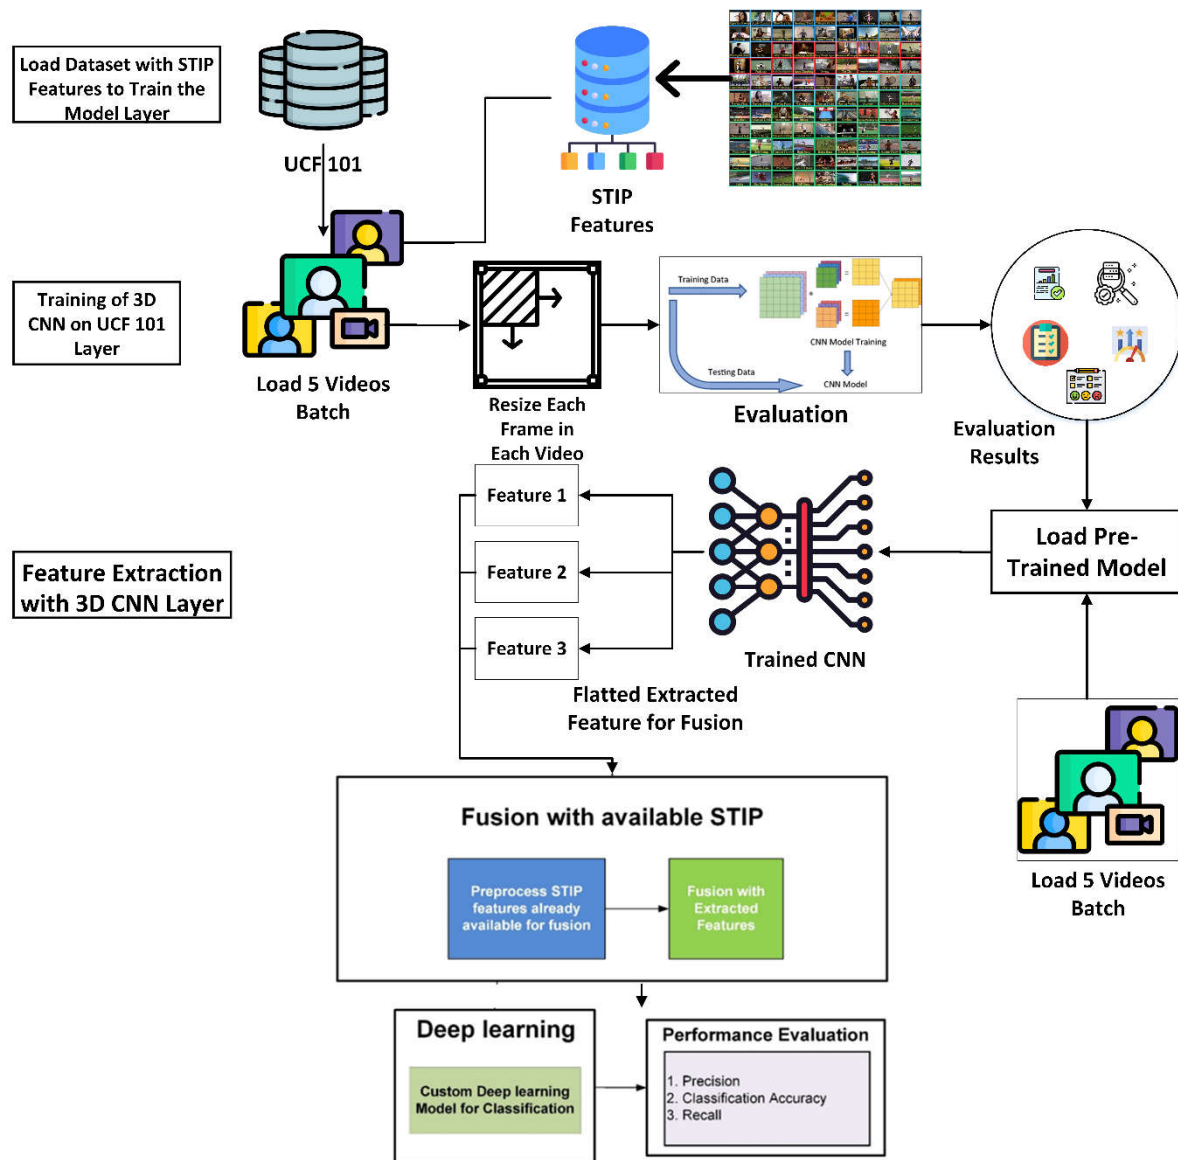 Load Dataset with STIP
Features to Train the
Model Layer
UCF 101
STIP
Features
Training of 3D
CNN on UCF 101
Layer
Load 5 Videos
Batch
Resize Each
Frame in
Each Video
Training Data
=
=
CNN Model Training
Testing Data
CNN Model
Evaluation
Evaluation
Results
Feature 1
Feature 2
Feature 3
Feature Extraction
with 3D CNN Layer
Trained CNN
Load Pre-
Trained Model
Flatted Extracted
Feature for Fusion
Load 5 Videos
Batch
Fusion with available STIP
Preprocess STIP
features already
available for fusion
Fusion with
Extracted
Features
Deep learning
Custom Deep learning
Model for Classification
Performance Evaluation
1. Precision
2. Classification Accuracy
3. Recall